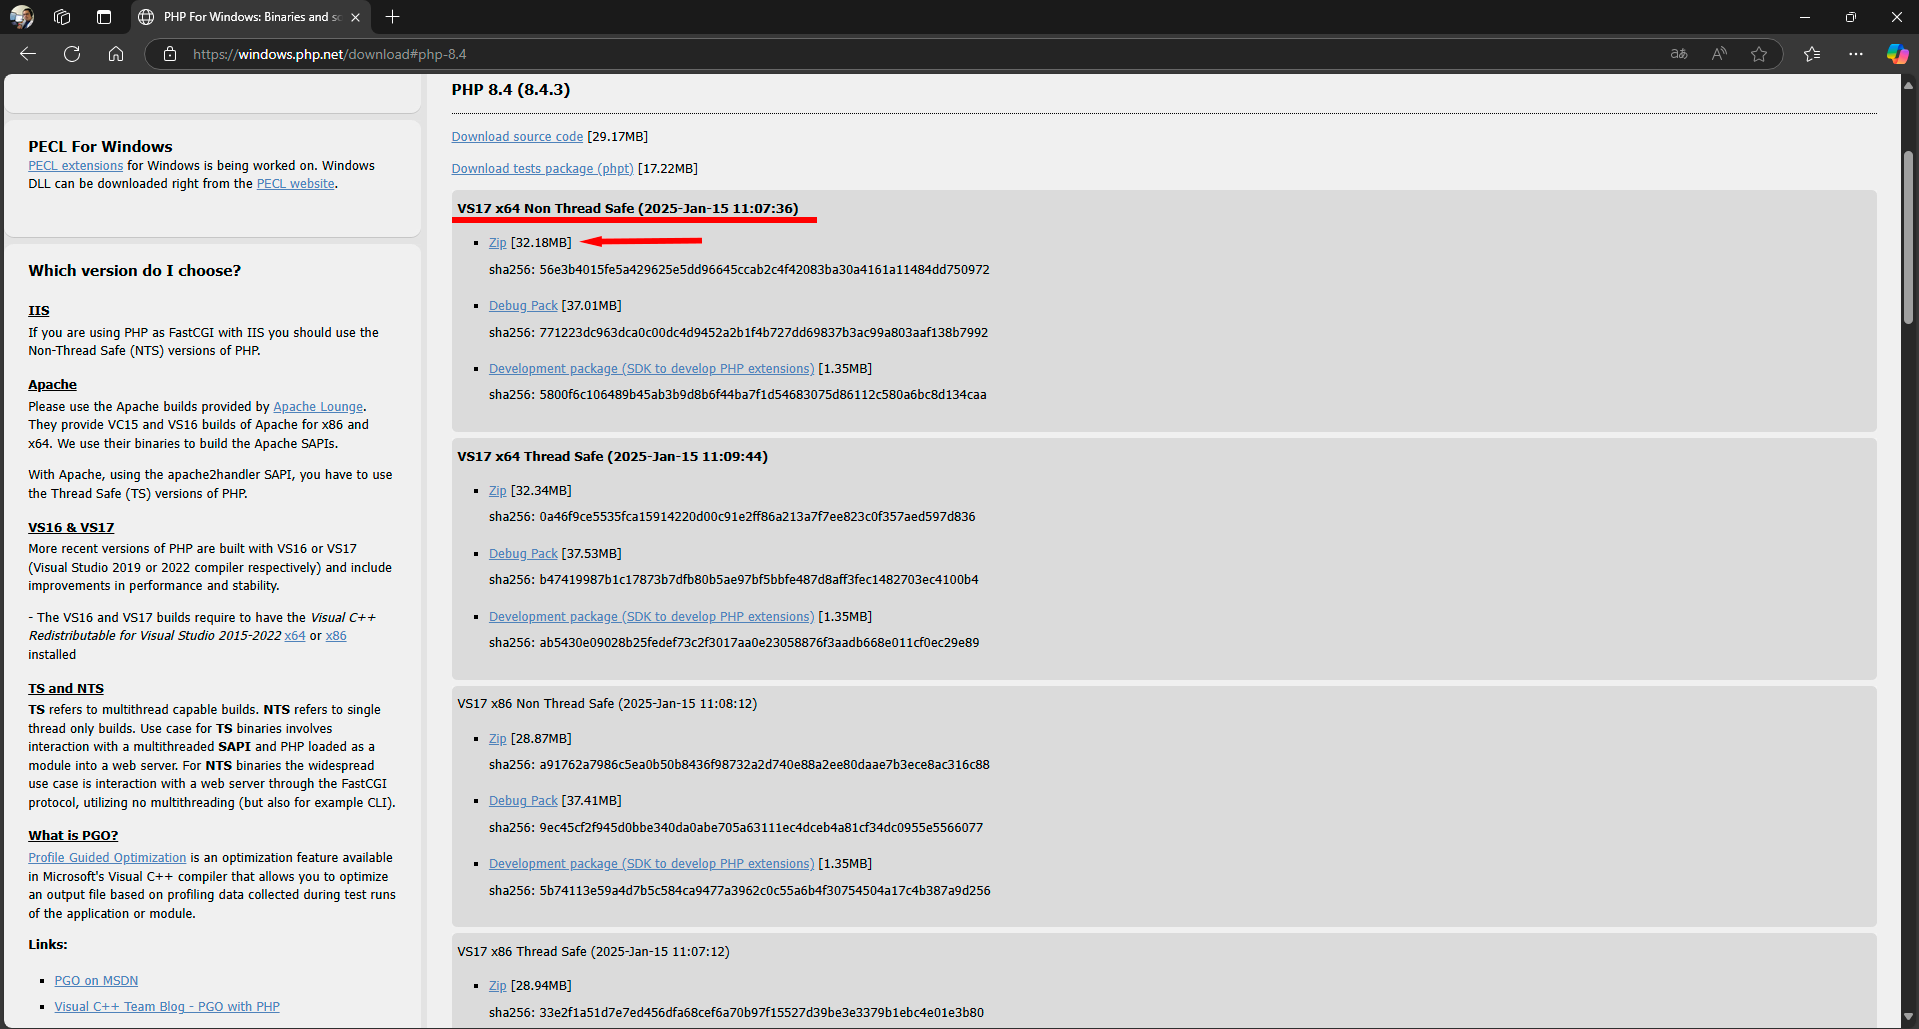 PHP For Windows: Binaries and sc
https://windows.php.net/download#php-8.4
PECL For Windows
PECL extensions for Windows is being worked on. Windows
DLL can be downloaded right from the PECL website.
Which version do I choose?
IIS
If you are using PHP as FastCGI with IIS you should use the
Non-Thread Safe (NTS) versions of PHP.
Apache
Please use the Apache builds provided by Apache Lounge.
They provide VC15 and VS16 builds of Apache for x86 and
x64. We use their binaries to build the Apache SAPIs.
With Apache, using the apache2handler SAPI, you have to use
the Thread Safe (TS) versions of PHP.
VS16 & VS17
More recent versions of PHP are built with VS16 or VS17
(Visual Studio 2019 or 2022 compiler respectively) and include
improvements in performance and stability.
- The VS16 and VS17 builds require to have the Visual C++
Redistributable for Visual Studio 2015-2022 x64 or x86
installed
TS and NTS
TS refers to multithread capable builds. NTS refers to single
thread only builds. Use case for TS binaries involves
interaction with a multithreaded SAPI and PHP loaded as a
module into a web server. For NTS binaries the widespread
use case is interaction with a web server through the FastCGI
protocol, utilizing no multithreading (but also for example CLI).
What is PGO?
Profile Guided Optimization is an optimization feature available
in Microsoft's Visual C++ compiler that allows you to optimize
an output file based on profiling data collected during test runs
of the application or module.
Links:
PGO on MSDN
Visual C++ Team Blog - PGO with PHP
PHP 8.4 (8.4.3)
Download source code [29.17MB]
Download tests package (phpt) [17.22MB]
VS17 x64 Non Thread Safe (2025-Jan-15 11:07:36)
Zip [32.18MB]
sha256: 56e3b4015fe5a429625e5dd96645ccab2c4f42083ba30a4161a11484dd750972
Debug Pack [37.01MB]
sha256: 771223dc963dca0c00dc4d9452a2b1f4b727dd69837b3ac99a803aaf138b7992
Development package (SDK to develop PHP extensions) [1.35MB]
sha256: 5800f6c106489b45ab3b9d8b6f44ba7f1d54683075d86112c580a6bc8d134caa
VS17 x64 Thread Safe (2025-Jan-15 11:09:44)
Zip [32.34MB]
sha256: 0a46f9ce5535fca15914220d00c91e2ff86a213a7f7ee823c0f357aed597d836
Debug Pack [37.53MB]
sha256: b47419987b1c17873b7dfb80b5ae97bf5bbfe487d8aff3fec1482703ec4100b4
Development package (SDK to develop PHP extensions) [1.35MB]
sha256: ab5430e09028b25fedef73c2f3017aa0e23058876f3aadb668e011cf0ec29e89
VS17 x86 Non Thread Safe (2025-Jan-15 11:08:12)
Zip [28.87MB]
sha256: a91762a7986c5ea0b50b8436f98732a2d740e88a2ee80daae7b3ece8ac316c88
Debug Pack [37.41MB]
sha256: 9ec45cf2f945d0bbe340da0abe705a63111ec4dceb4a81cf34dc0955e5566077
Development package (SDK to develop PHP extensions) [1.35MB]
sha256: 5b74113e59a4d7b5c584ca9477a3962c0c55a6b4f30754504a17c4b387a9d256
VS17 x86 Thread Safe (2025-Jan-15 11:07:12)
Zip [28.94MB]
sha256: 33e2f1a51d7e7ed456dfa68cef6a70b97f15527d39be3e3379b1ebc4e01e3b80